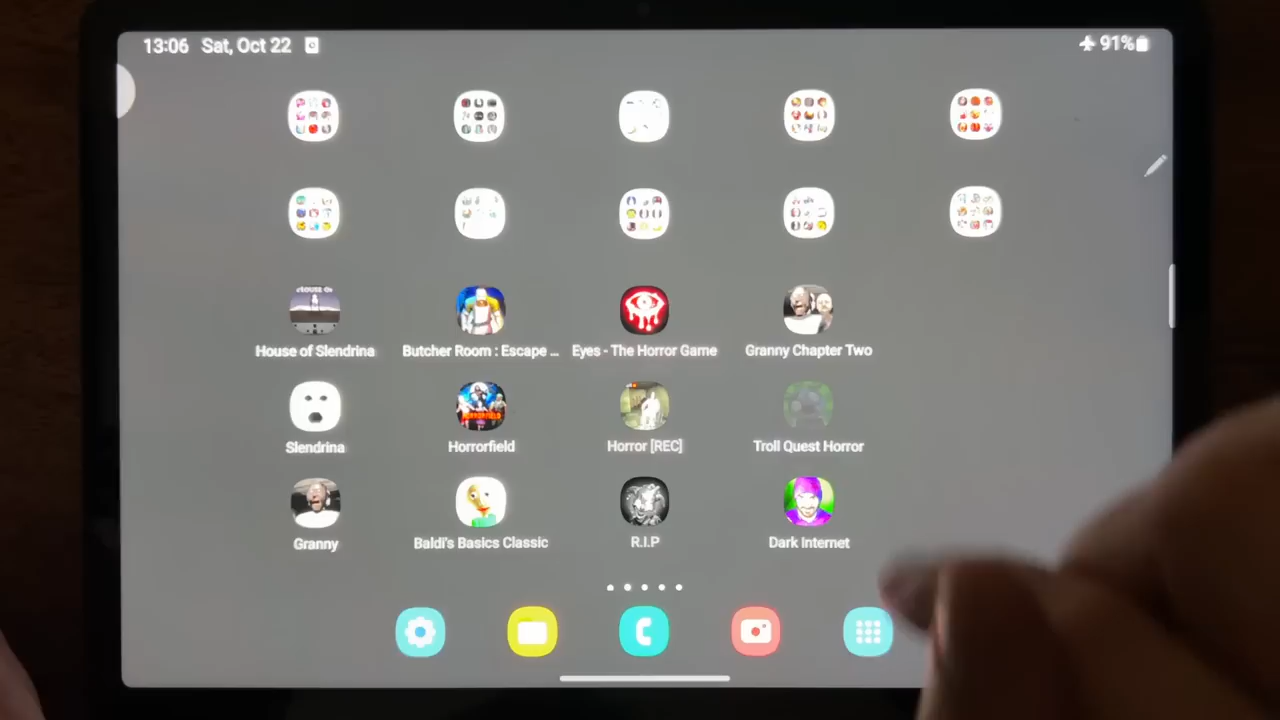 13:06 Sat, Oct 22
91%
House of Slendrina
Butcher Room : Escape ...
Eyes - The Horror Game
Granny Chapter Two
Slendrina
Horrorfield
Horror [REC]
Troll Quest Horror
Granny
Baldi's Basics Classic
R.I.P
Dark Internet